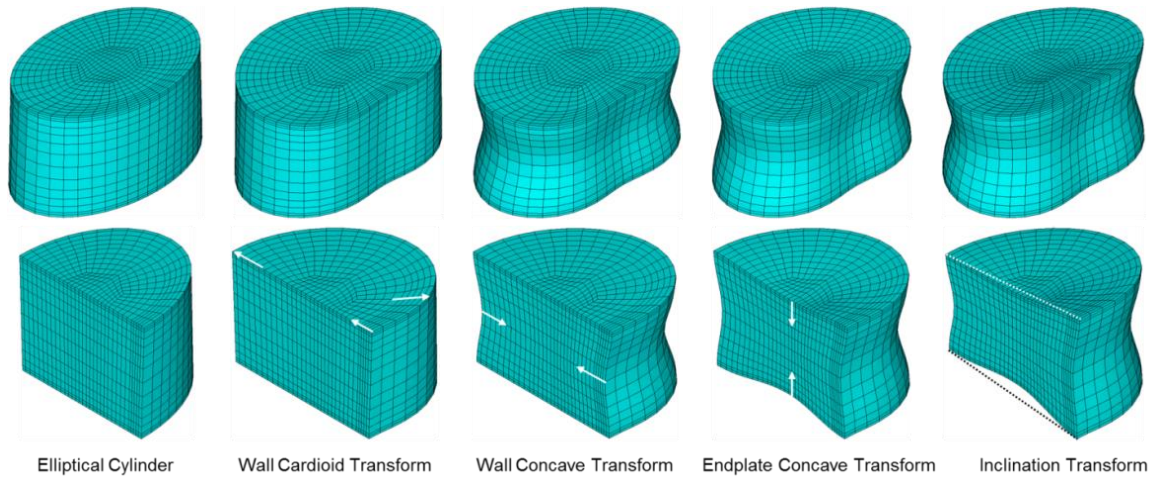 Elliptical Cylinder
Wall Cardioid Transform
Wall Concave Transform
Endplate Concave Transform
Inclination Transform